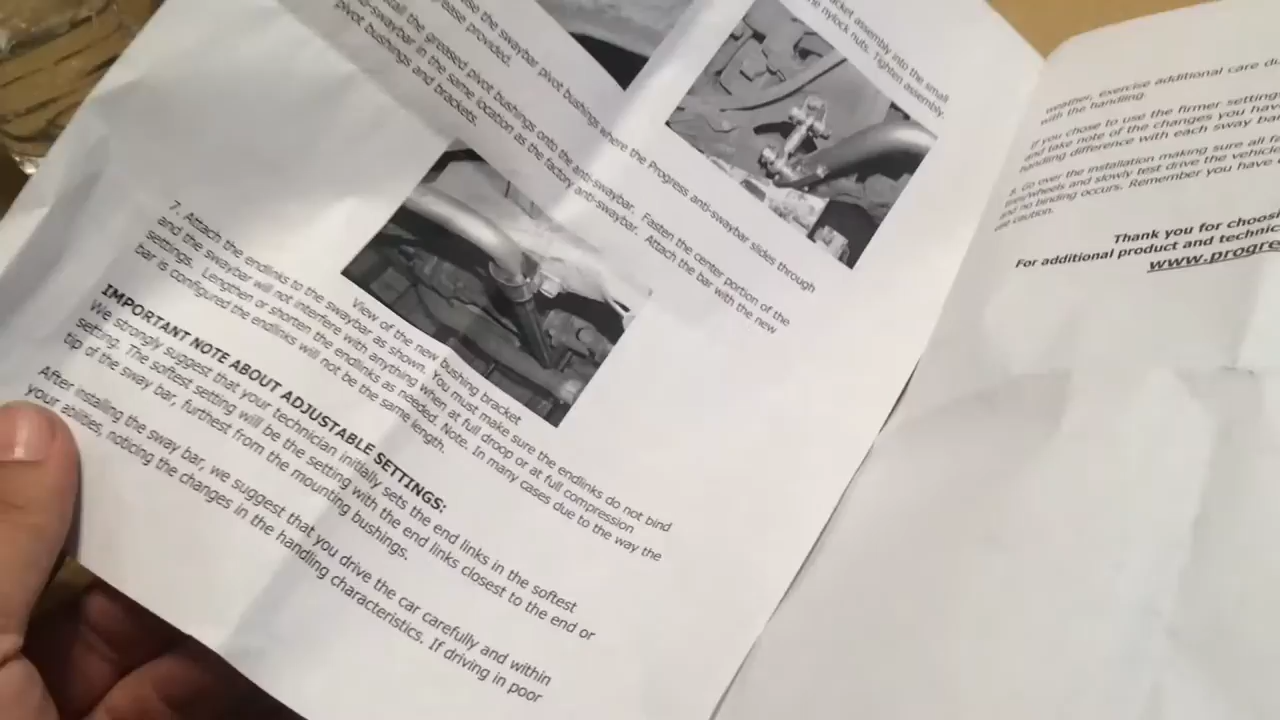 cket assembly into the small
nylock nuts. Tighten assembly.
the swaybar pivot bushings where the Progress anti-swaybar slides through
provided.
the greased pivot bushings onto the anti-swaybar. Fasten the center portion of the
swaybar in the same location as the factory anti-swaybar. Attach the bar with the new
pivot bushings and brackets.
View of the new bushing bracket
7. Attach the endlinks to the swaybar as shown. You must make sure the endlinks do not bind
and the swaybar will not interfere with anything when at full droop or at full compression
settings. Lengthen or shorten the endlinks as needed. Note. In many cases due to the way the
bar is configured the endlinks will not be the same length.
IMPORTANT NOTE ABOUT ADJUSTABLE SETTINGS:
We strongly suggest that your technician initially sets the end links in the softest
setting. The softest setting will be the setting with the end links closest to the end or
tip of the sway bar, furthest from the mounting bushings.
After installing the sway bar, we suggest that you drive the car carefully and within
your abilities, noticing the changes in the handling characteristics. If driving in poor
weather, exercise additional care du
with the handling.
If you chose to use the firmer setting
and take note of the changes you have
handling difference with each sway bar
8. Go over the installation making sure all f
tires/wheels and slowly test drive the vehicle
and no binding occurs. Remember you have
use caution.
Thank you for choos
For additional product and technic
www.progre